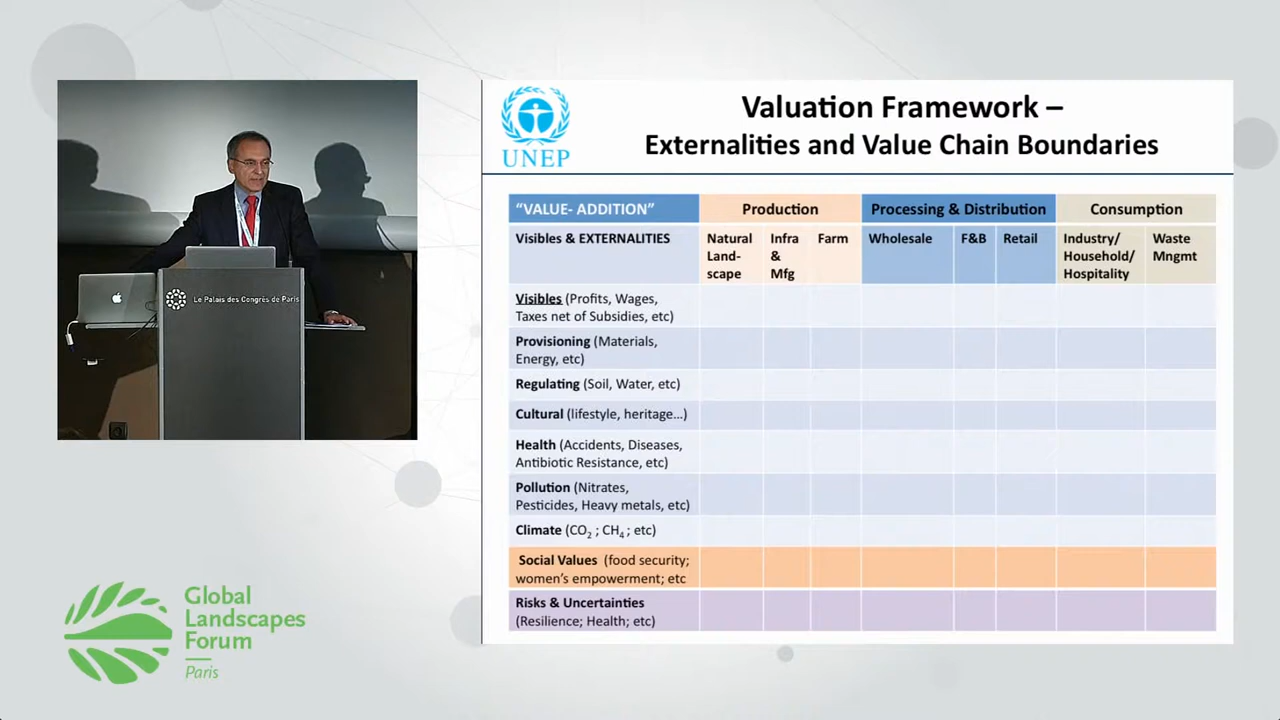 Le Palais des Congrès de Paris
Global
Landscapes
Forum
Paris
UNEP
Valuation Framework –
Externalities and Value Chain Boundaries
“VALUE- ADDITION”
Production
Processing & Distribution
Consumption
Visibles & EXTERNALITIES
Natural
Land-
scape
Infra
&
Mfg
Farm
Wholesale
F&B
Retail
Industry/
Household/
Hospitality
Waste
Mngmt
Visibles (Profits, Wages,
Taxes net of Subsidies, etc)
Provisioning (Materials,
Energy, etc)
Regulating (Soil, Water, etc)
Cultural (lifestyle, heritage…)
Health (Accidents, Diseases,
Antibiotic Resistance, etc)
Pollution (Nitrates,
Pesticides, Heavy metals, etc)
Climate (CO₂ ; CH₄ ; etc)
Social Values (food security;
women’s empowerment; etc
Risks & Uncertainties
(Resilience; Health; etc)